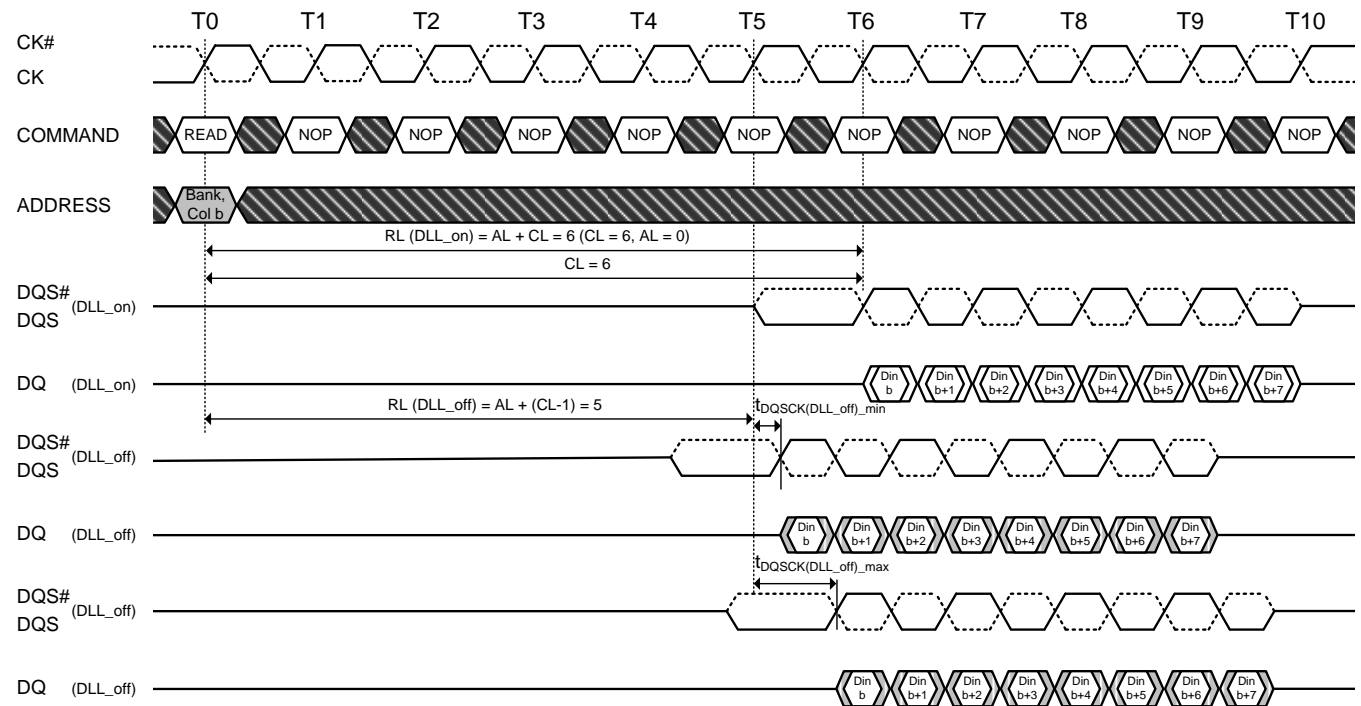 T0 T1 T2 T3 T4 T5 T6 T7 T8 T9 T10
CK#
CK
COMMAND READ NOP NOP NOP NOP NOP NOP NOP NOP NOP NOP
ADDRESS Bank,
Col b
RL (DLL_on) = AL + CL = 6 (CL = 6, AL = 0)
CL = 6
DQS# (DLL_on)
DQS
DQ (DLL_on) Din Din Din Din Din Din Din Din
b b+1 b+2 b+3 b+4 b+5 b+6 b+7
RL (DLL_off) = AL + (CL-1) = 5 tDQSCK(DLL_off)_min
DQS# (DLL_off)
DQS
DQ (DLL_off) Din Din Din Din Din Din Din Din
b b+1 b+2 b+3 b+4 b+5 b+6 b+7
tDQSCK(DLL_off)_max
DQS# (DLL_off)
DQS
DQ (DLL_off) Din Din Din Din Din Din Din Din
b b+1 b+2 b+3 b+4 b+5 b+6 b+7